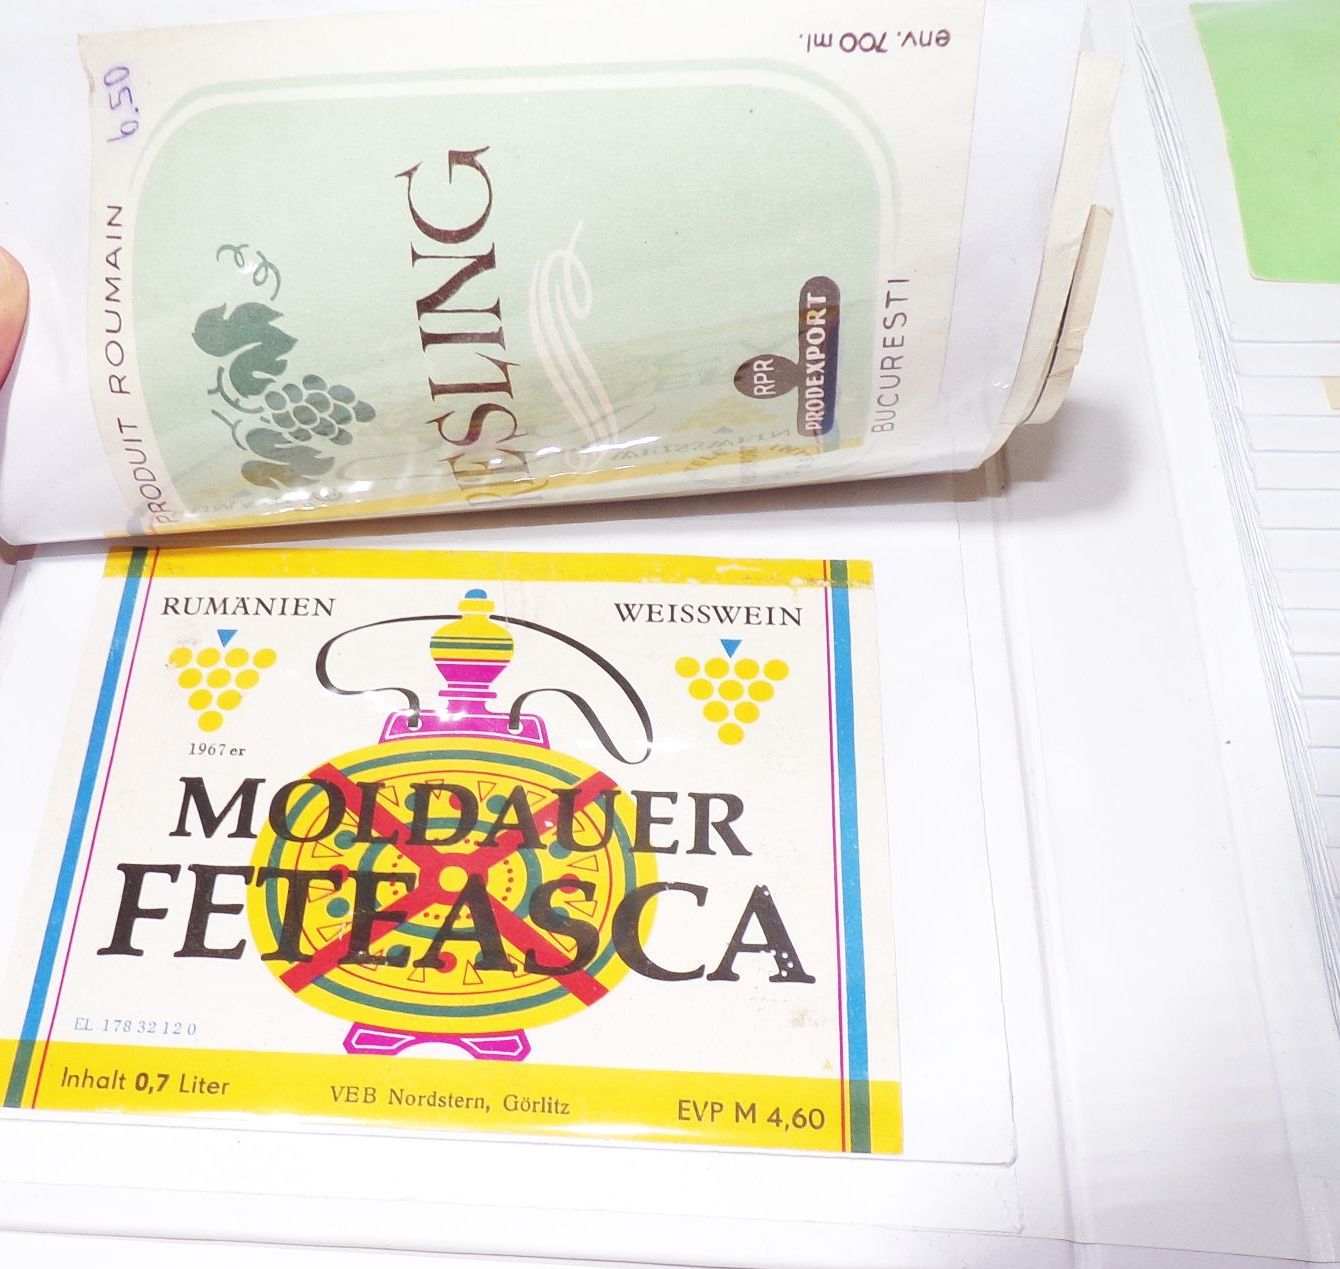 6.50
PRODUIT ROUMAIN
RIESLING
RPR
PRODEXPORT
BUCURESTI
env. 700 ml.
RUMÄNIEN
WEISSWEIN
1967er
MOLDAUER
FETEASCA
EL 178 32 12 0
Inhalt 0,7 Liter
VEB Nordstern, Görlitz
EVP M 4,60